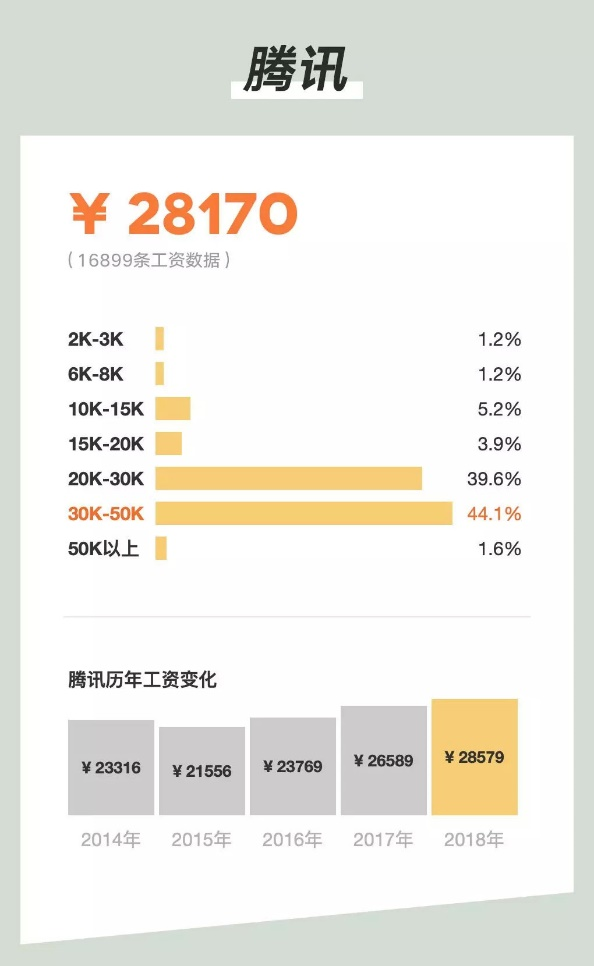 腾讯
¥ 28170
(16899条工资数据)
2K-3K 1.2%
6K-8K 1.2%
10K-15K 5.2%
15K-20K 3.9%
20K-30K 39.6%
30K-50K 44.1%
50K以上 1.6%
腾讯历年工资变化
¥ 23316 ¥ 21556 ¥ 23769 ¥ 26589 ¥ 28579
2014年 2015年 2016年 2017年 2018年